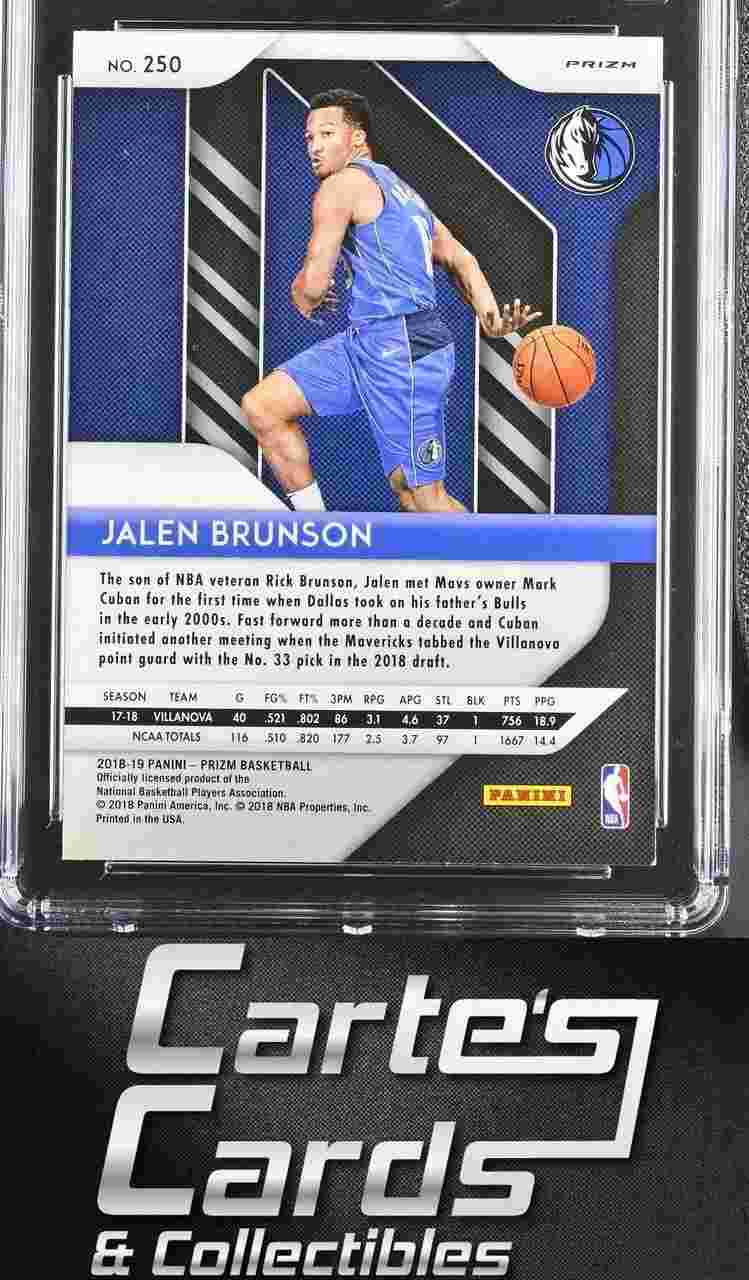 NO. 250
PRIZM
JALEN BRUNSON
The son of NBA veteran Rick Brunson, Jalen met Mavs owner Mark
Cuban for the first time when Dallas took on his father's Bulls
in the early 2000s. Fast forward more than a decade and Cuban
initiated another meeting when the Mavericks tabbed the Villanova
point guard with the No. 33 pick in the 2018 draft.
SEASON TEAM G FG% FT% 3PM RPG APG STL BLK PTS PPG
17-18 VILLANOVA 40 .521 .802 86 3.1 4.6 37 1 756 18.9
NCAA TOTALS 116 .510 .820 177 2.5 3.7 97 1 1667 14.4
2018-19 PANINI – PRIZM BASKETBALL
Officially licensed product of the
National Basketball Players Association.
© 2018 Panini America, Inc. © 2018 NBA Properties, Inc.
Printed in the USA.
PANINI
NBA
Carte's
Cards
& Collectibles